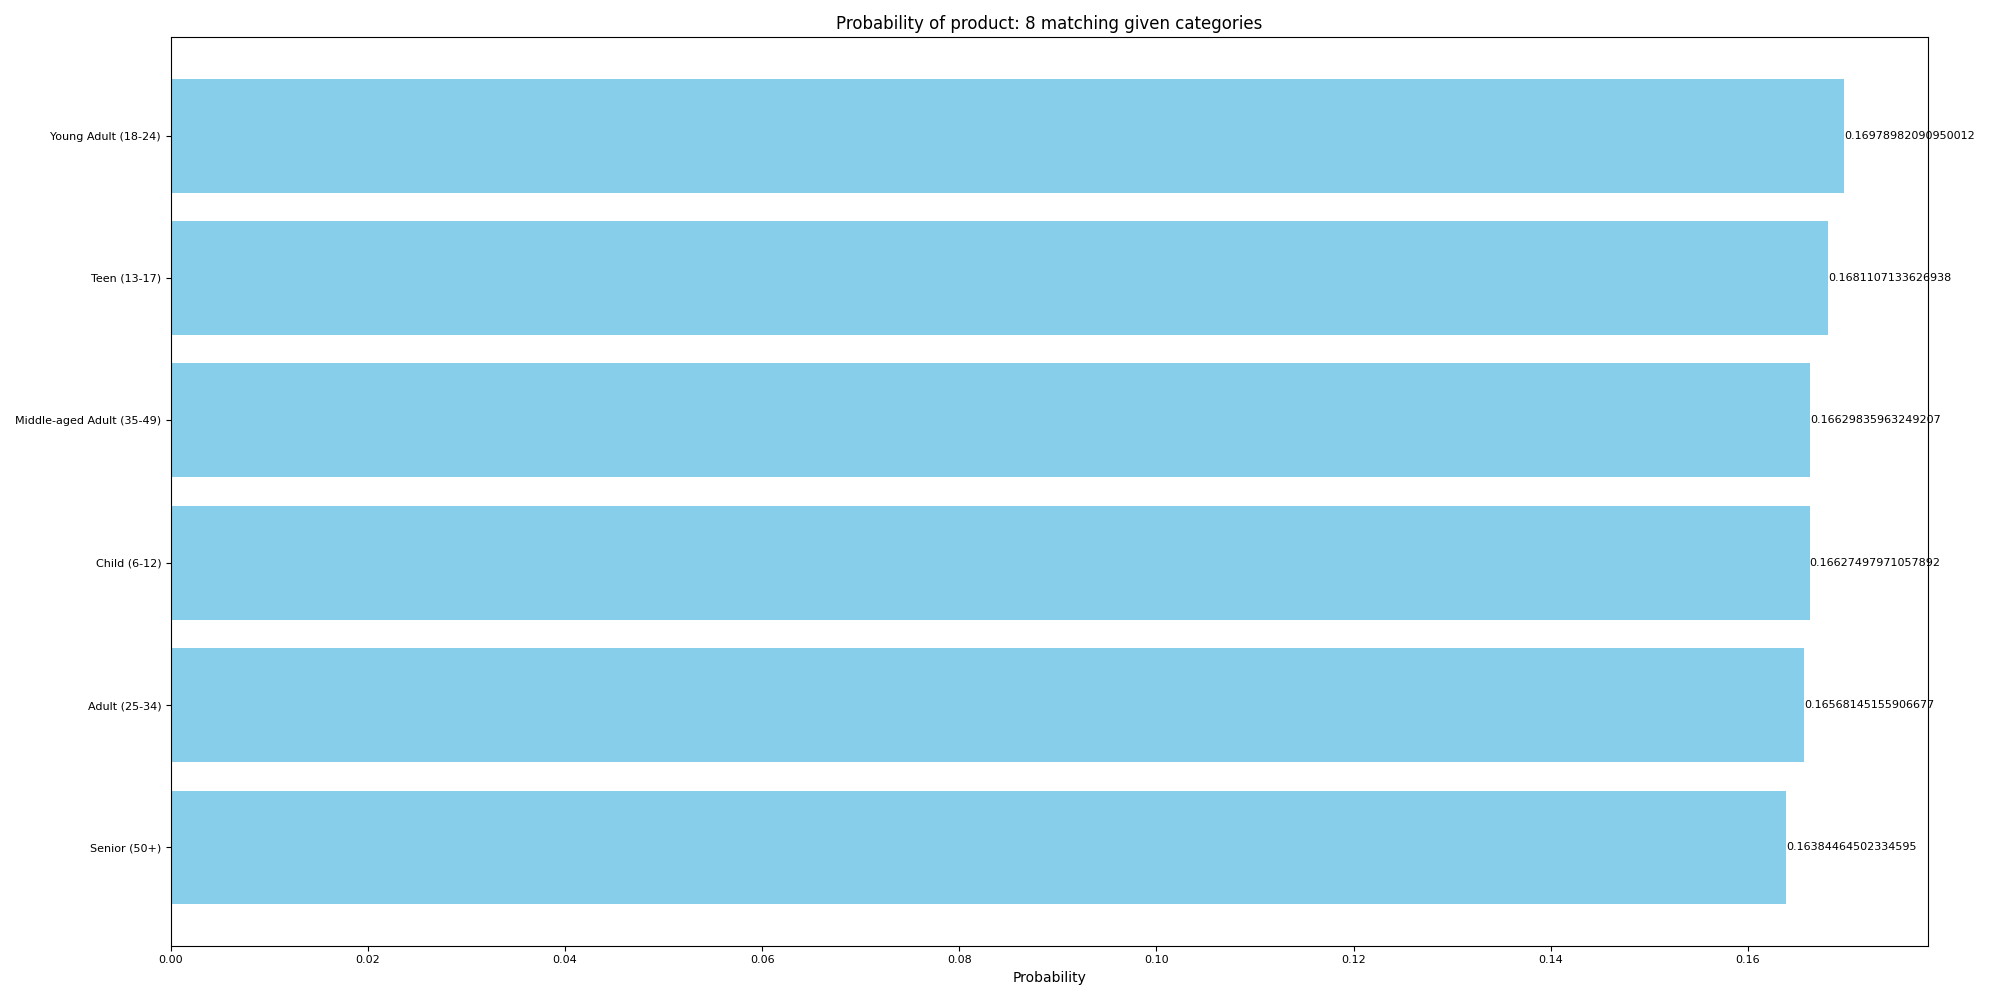 Probability of product: 8 matching given categories
Young Adult (18-24)
0.16978982090950012
Teen (13-17)
0.1681107133626938
Middle-aged Adult (35-49)
0.16629835963249207
Child (6-12)
0.16627497971057892
Adult (25-34)
0.16568145155906677
Senior (50+)
0.16384464502334595
0.00 0.02 0.04 0.06 0.08 0.10 0.12 0.14 0.16
Probability